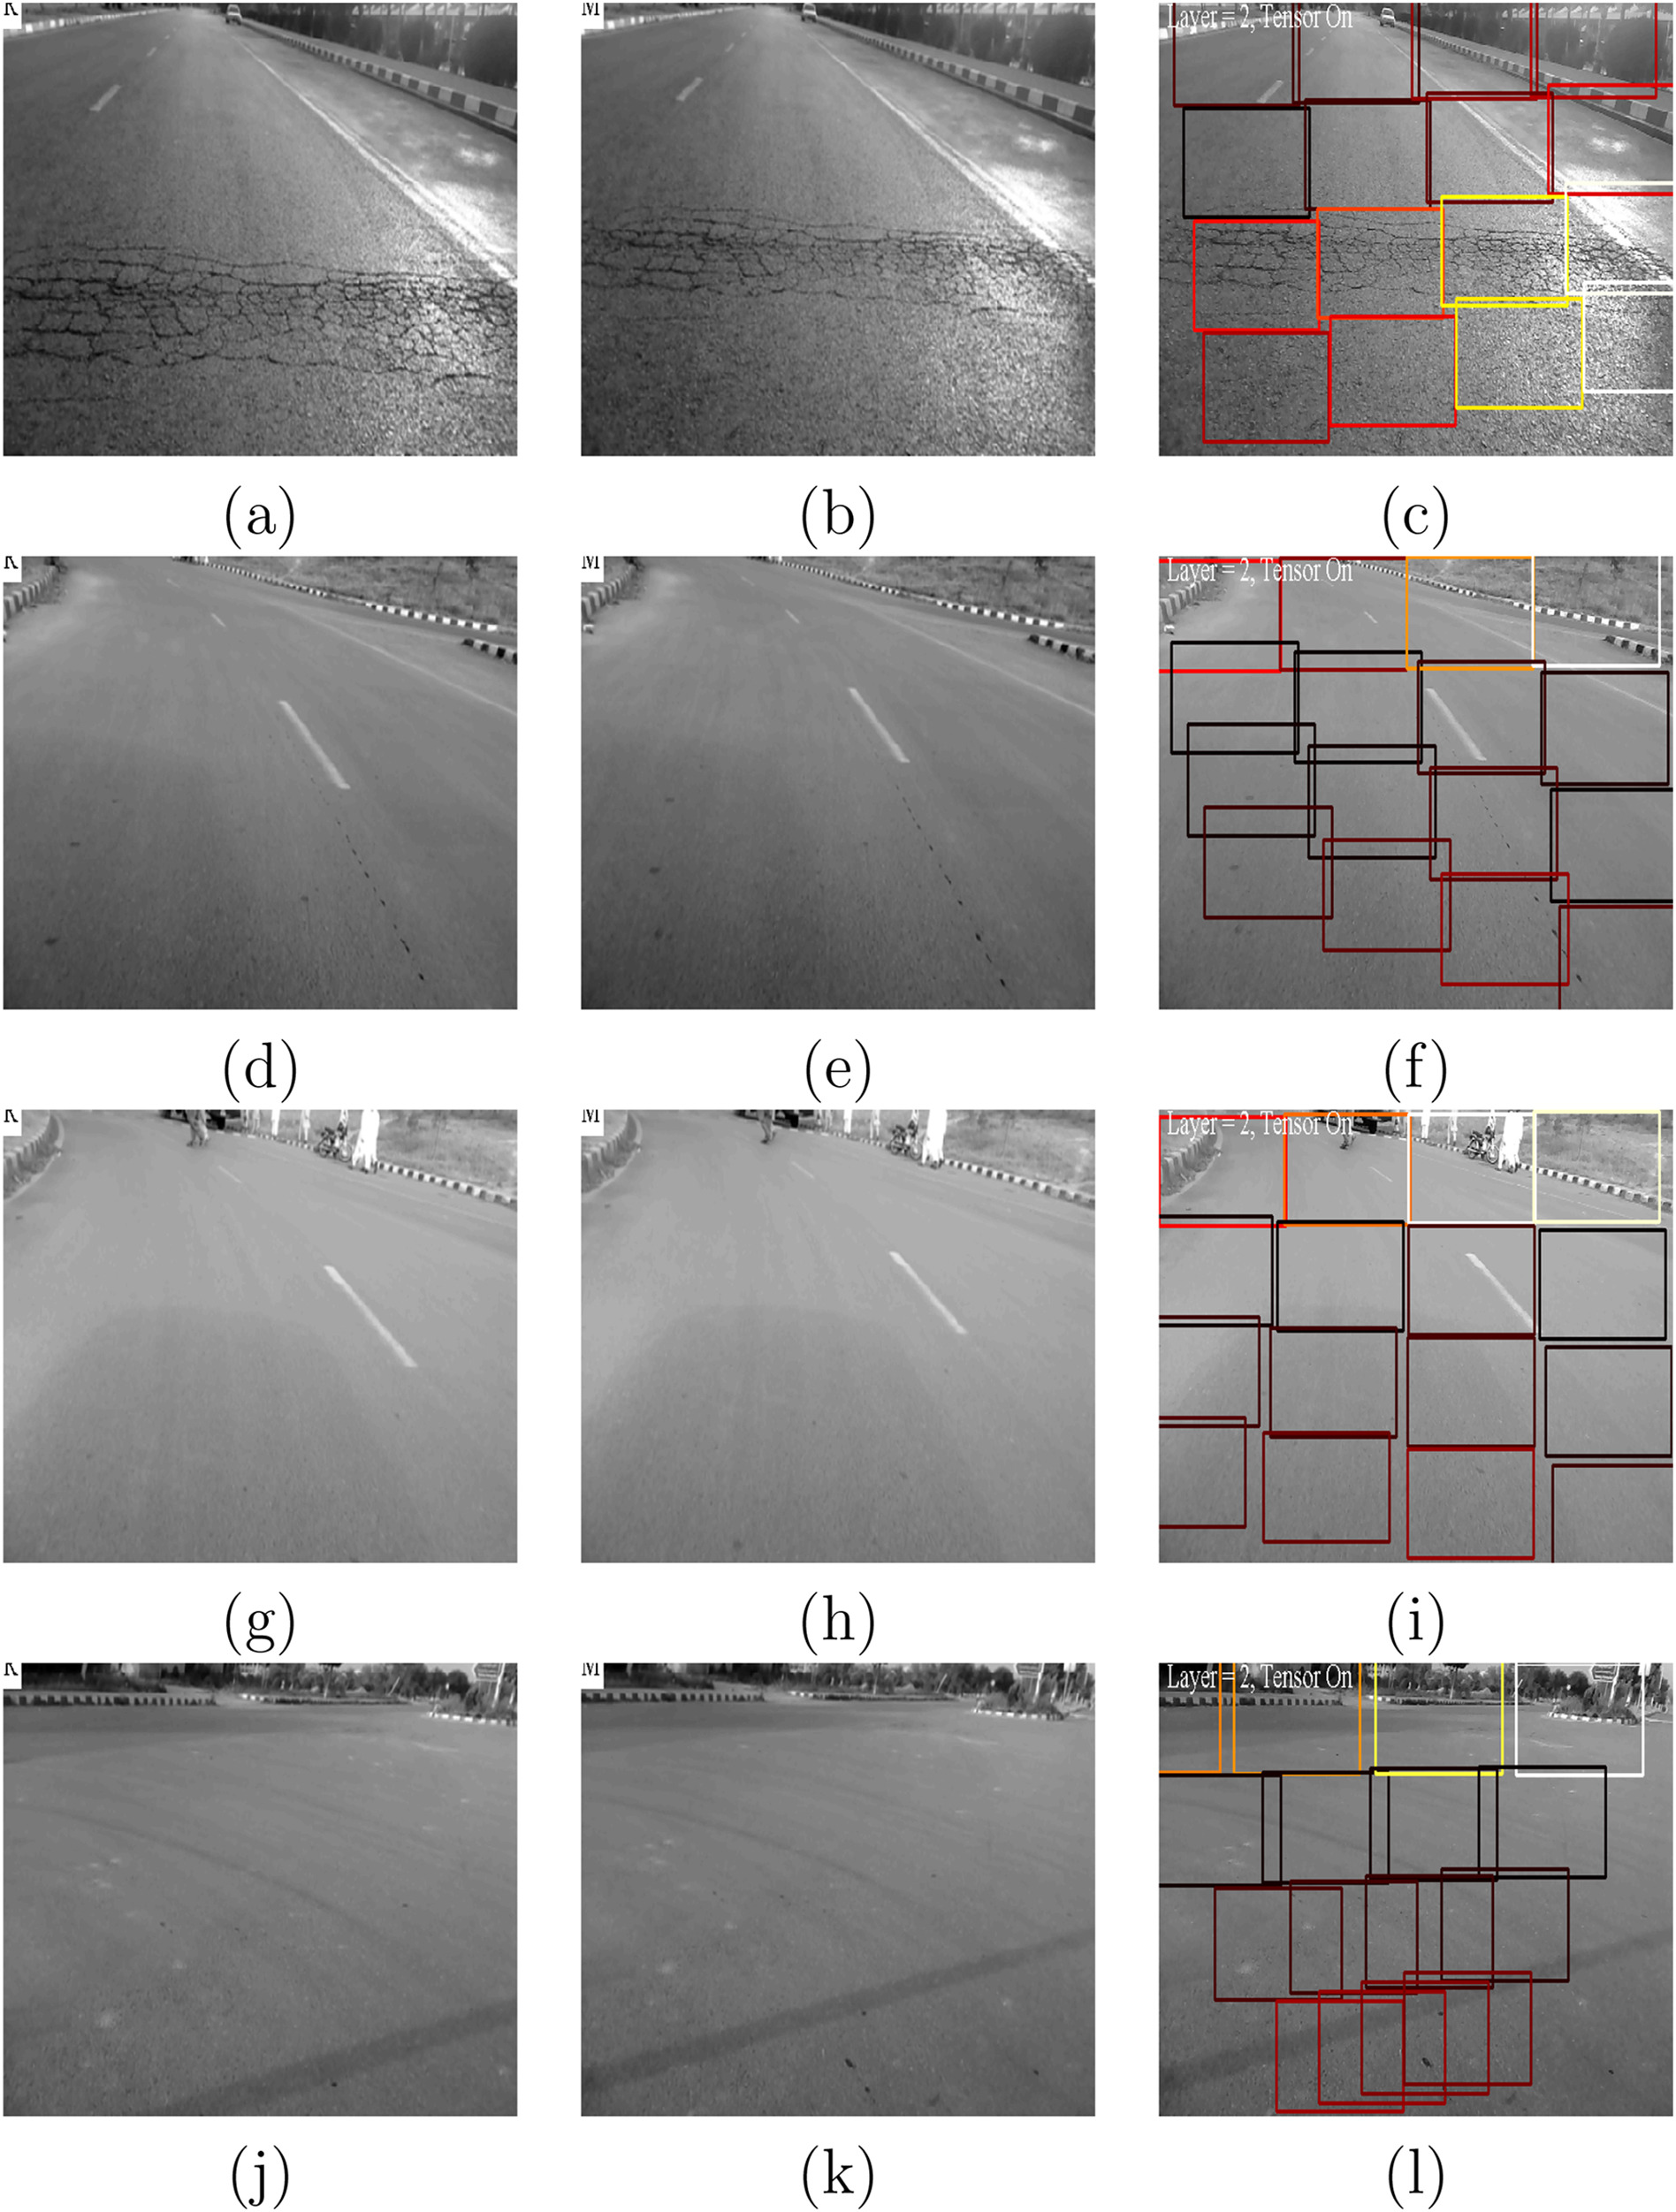 K
M
Layer = 2, Tensor On
(a)
(b)
(c)
K
M
Layer = 2, Tensor On
(d)
(e)
(f)
K
M
Layer = 2, Tensor On
(g)
(h)
(i)
K
M
Layer = 2, Tensor On
(j)
(k)
(l)